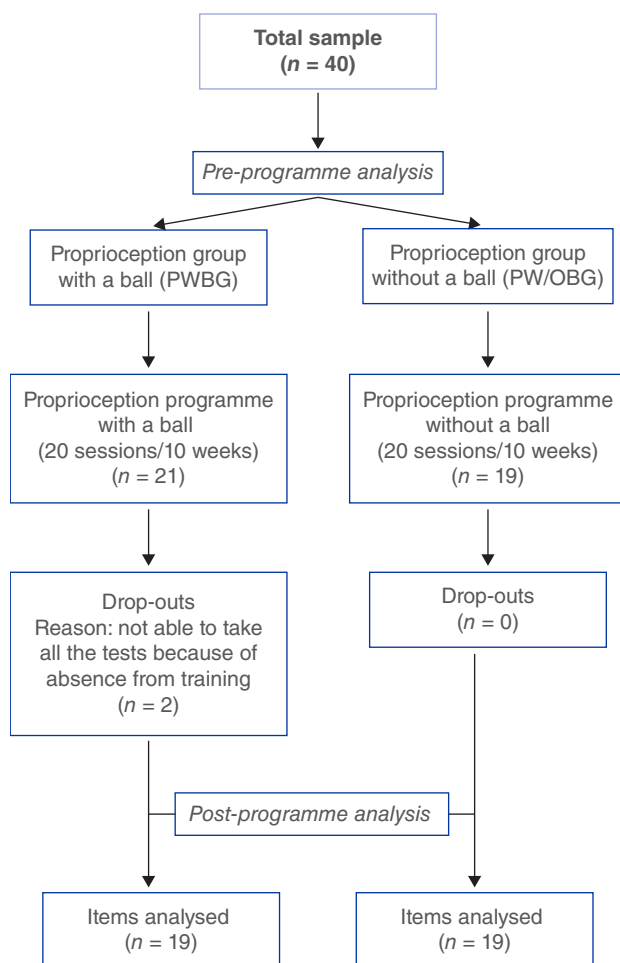 Total sample
(n = 40)
Pre-programme analysis
Proprioception group
with a ball (PWBG)
Proprioception group
without a ball (PW/OBG)
Proprioception programme
with a ball
(20 sessions/10 weeks)
(n = 21)
Proprioception programme
without a ball
(20 sessions/10 weeks)
(n = 19)
Drop-outs
Reason: not able to take
all the tests because of
absence from training
(n = 2)
Drop-outs
(n = 0)
Post-programme analysis
Items analysed
(n = 19)
Items analysed
(n = 19)